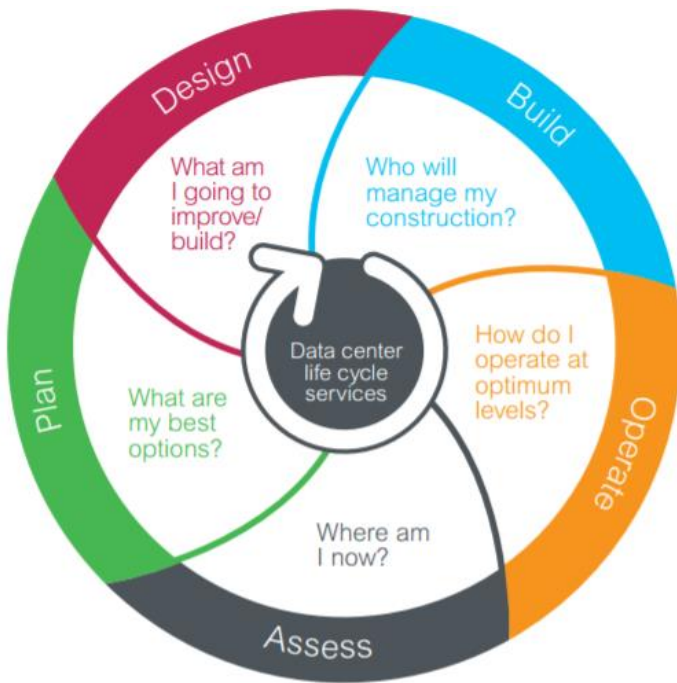 Design
Build
What am
I going to
improve/
build?
Who will
manage my
construction?
Data center
life cycle
services
How do I
operate at
optimum
levels?
Operate
Plan
What are
my best
options?
Where am
I now?
Assess